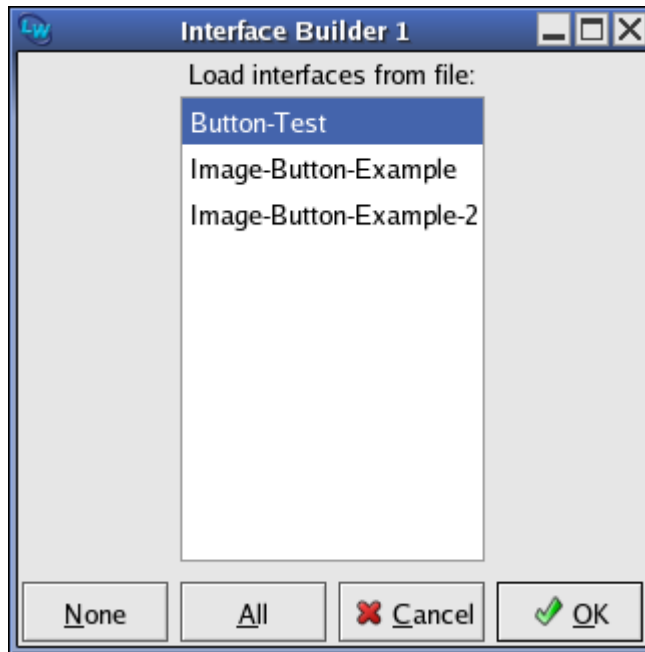 LW Interface Builder 1
Load interfaces from file:
Button-Test
Image-Button-Example
Image-Button-Example-2
None All Cancel OK